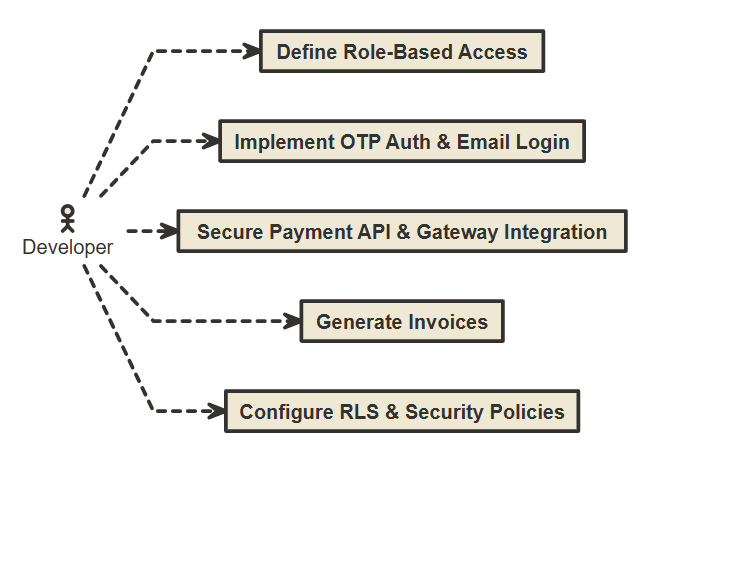 Define Role-Based Access
Implement OTP Auth & Email Login
Secure Payment API & Gateway Integration
Developer
Generate Invoices
Configure RLS & Security Policies